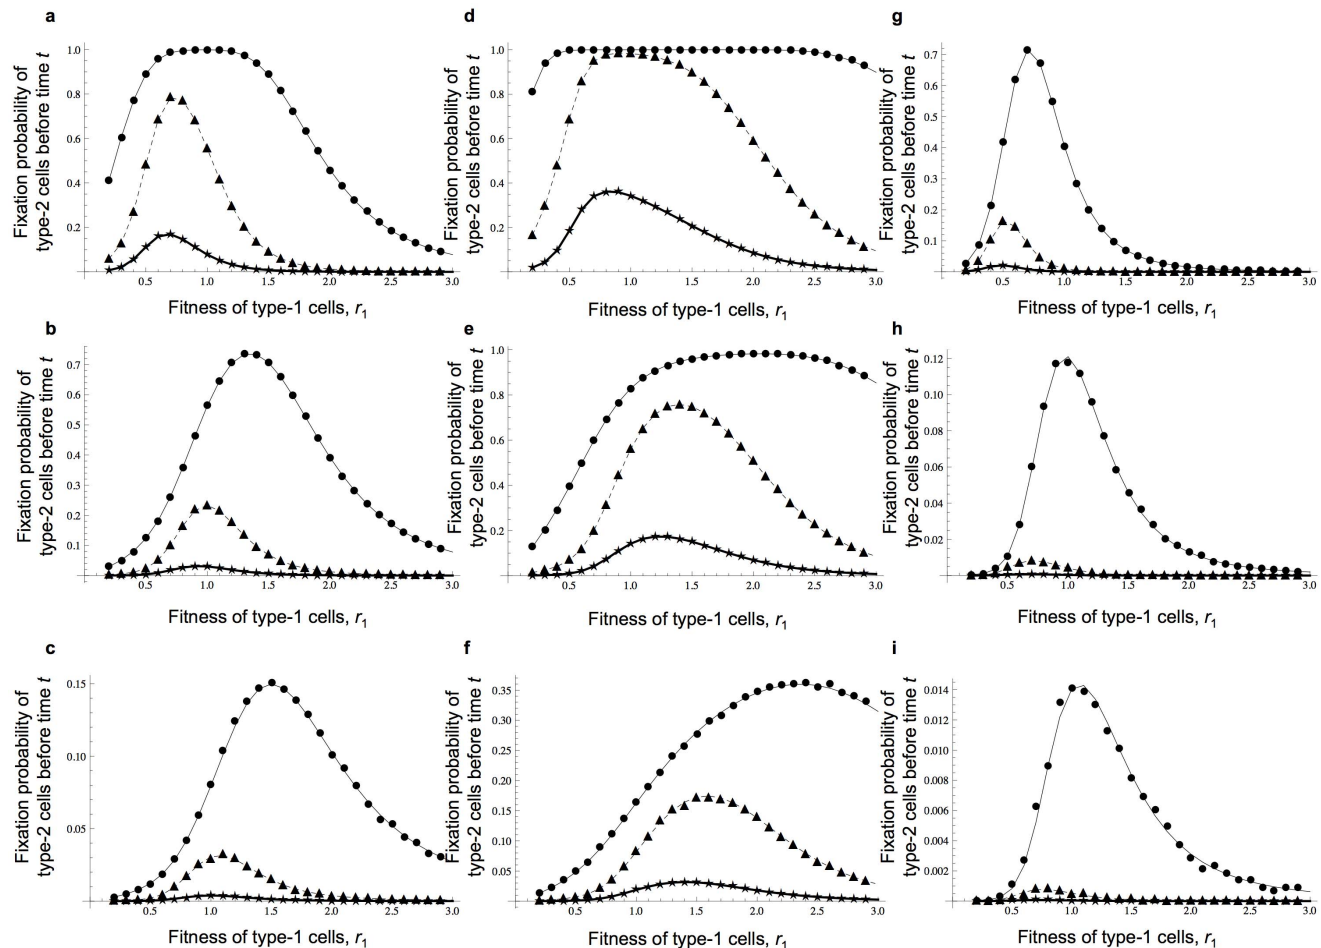 a
Fixation probability of
type-2 cells before time t
1.0
0.8
0.6
0.4
0.2
0.5 1.0 1.5 2.0 2.5 3.0
Fitness of type-1 cells, r1
d
Fixation probability of
type-2 cells before time t
1.0
0.8
0.6
0.4
0.2
0.5 1.0 1.5 2.0 2.5 3.0
Fitness of type-1 cells, r1
g
Fixation probability of
type-2 cells before time t
0.7
0.6
0.5
0.4
0.3
0.2
0.1
0.5 1.0 1.5 2.0 2.5 3.0
Fitness of type-1 cells, r1
b
Fixation probability of
type-2 cells before time t
0.7
0.6
0.5
0.4
0.3
0.2
0.1
0.5 1.0 1.5 2.0 2.5 3.0
Fitness of type-1 cells, r1
e
Fixation probability of
type-2 cells before time t
1.0
0.8
0.6
0.4
0.2
0.5 1.0 1.5 2.0 2.5 3.0
Fitness of type-1 cells, r1
h
Fixation probability of
type-2 cells before time t
0.12
0.10
0.08
0.06
0.04
0.02
0.5 1.0 1.5 2.0 2.5 3.0
Fitness of type-1 cells, r1
c
Fixation probability of
type-2 cells before time t
0.15
0.10
0.05
0.5 1.0 1.5 2.0 2.5 3.0
Fitness of type-1 cells, r1
f
Fixation probability of
type-2 cells before time t
0.35
0.30
0.25
0.20
0.15
0.10
0.05
0.5 1.0 1.5 2.0 2.5 3.0
Fitness of type-1 cells, r1
i
Fixation probability of
type-2 cells before time t
0.014
0.012
0.010
0.008
0.006
0.004
0.002
0.5 1.0 1.5 2.0 2.5 3.0
Fitness of type-1 cells, r1